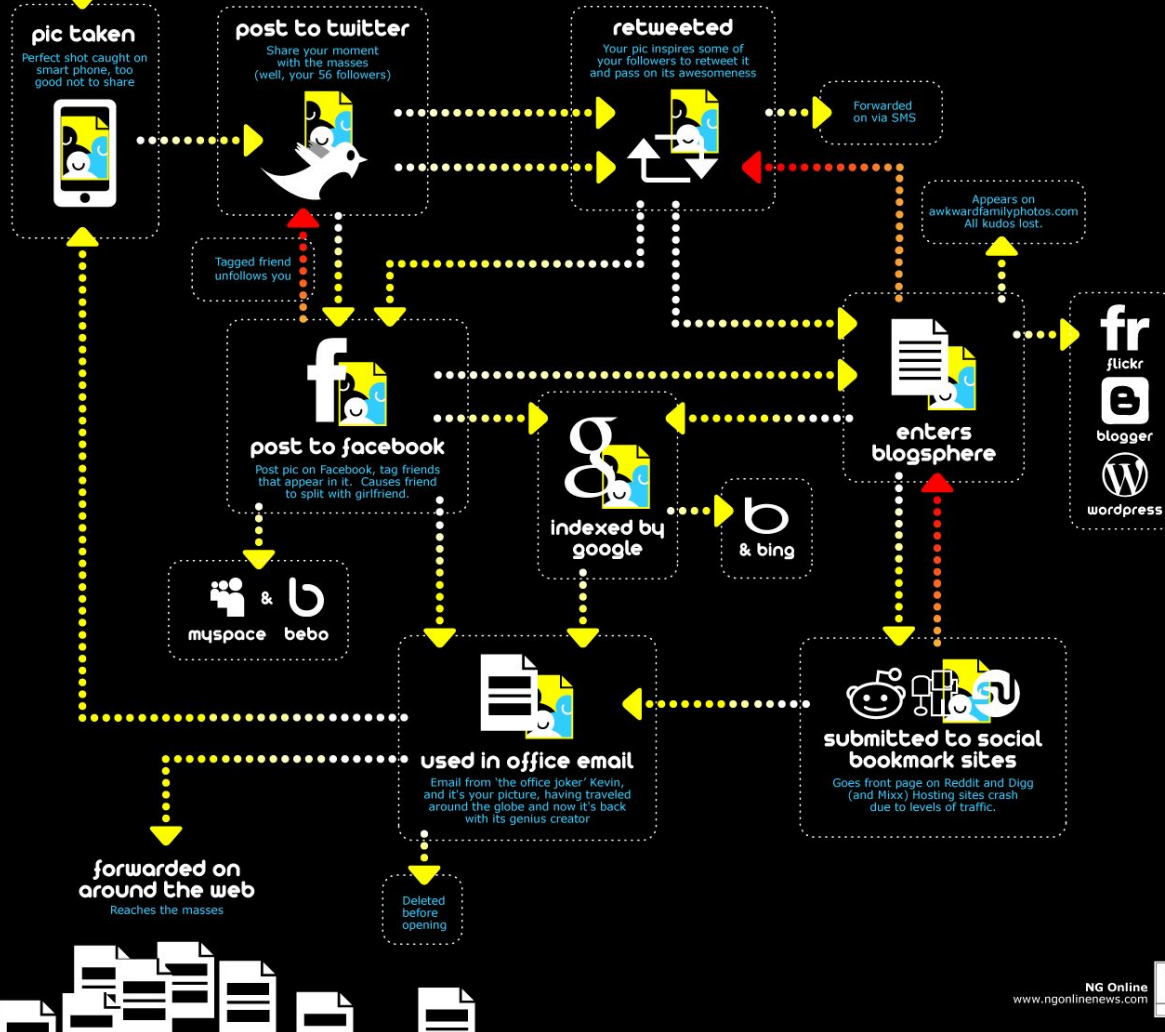 pic taken
Perfect shot caught on
smart phone, too
good not to share
post to twitter
Share your moment
with the masses
(well, your 56 followers)
retweeted
Your pic inspires some of
your followers to retweet it
and pass on its awesomeness
Forwarded
on via SMS
Appears on
awkwardfamilyphotos.com
All kudos lost.
Tagged friend
unfollows you
fr
flickr
blogger
wordpress
post to facebook
Post pic on Facebook, tag friends
that appear in it. Causes friend
to split with girlfriend.
enters
blogsphere
indexed by
google
& bing
myspace & bebo
used in office email
Email from ‘the office joker’ Kevin,
and it's your picture, having traveled
around the globe and now it's back
with its genius creator
submitted to social
bookmark sites
Goes front page on Reddit and Digg
(and Mixx) Hosting sites crash
due to levels of traffic.
forwarded on
around the web
Reaches the masses
Deleted
before
opening
NG Online
www.ngonlinenews.com